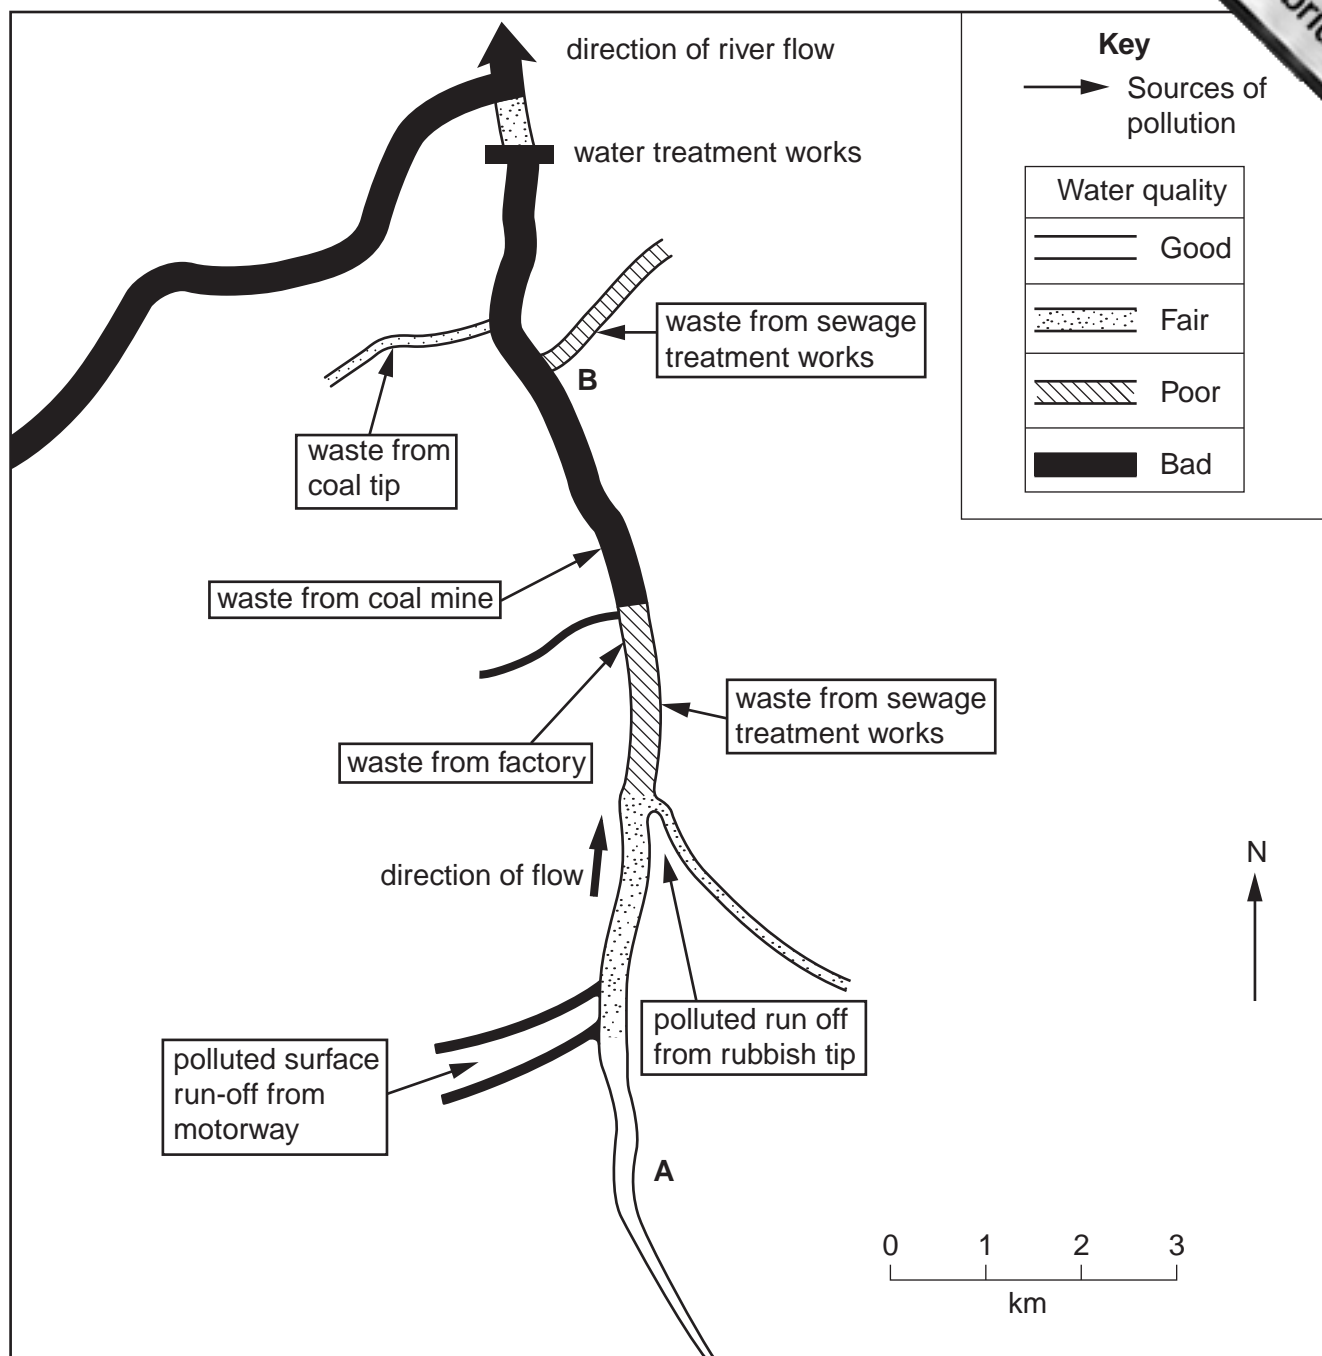 direction of river flow
Key
Sources of
pollution
water treatment works
Water quality
Good
Fair
Poor
Bad
waste from sewage
treatment works
B
waste from
coal tip
waste from coal mine
waste from sewage
treatment works
waste from factory
direction of flow
N
polluted run off
from rubbish tip
polluted surface
run-off from
motorway
A
0 1 2 3
km